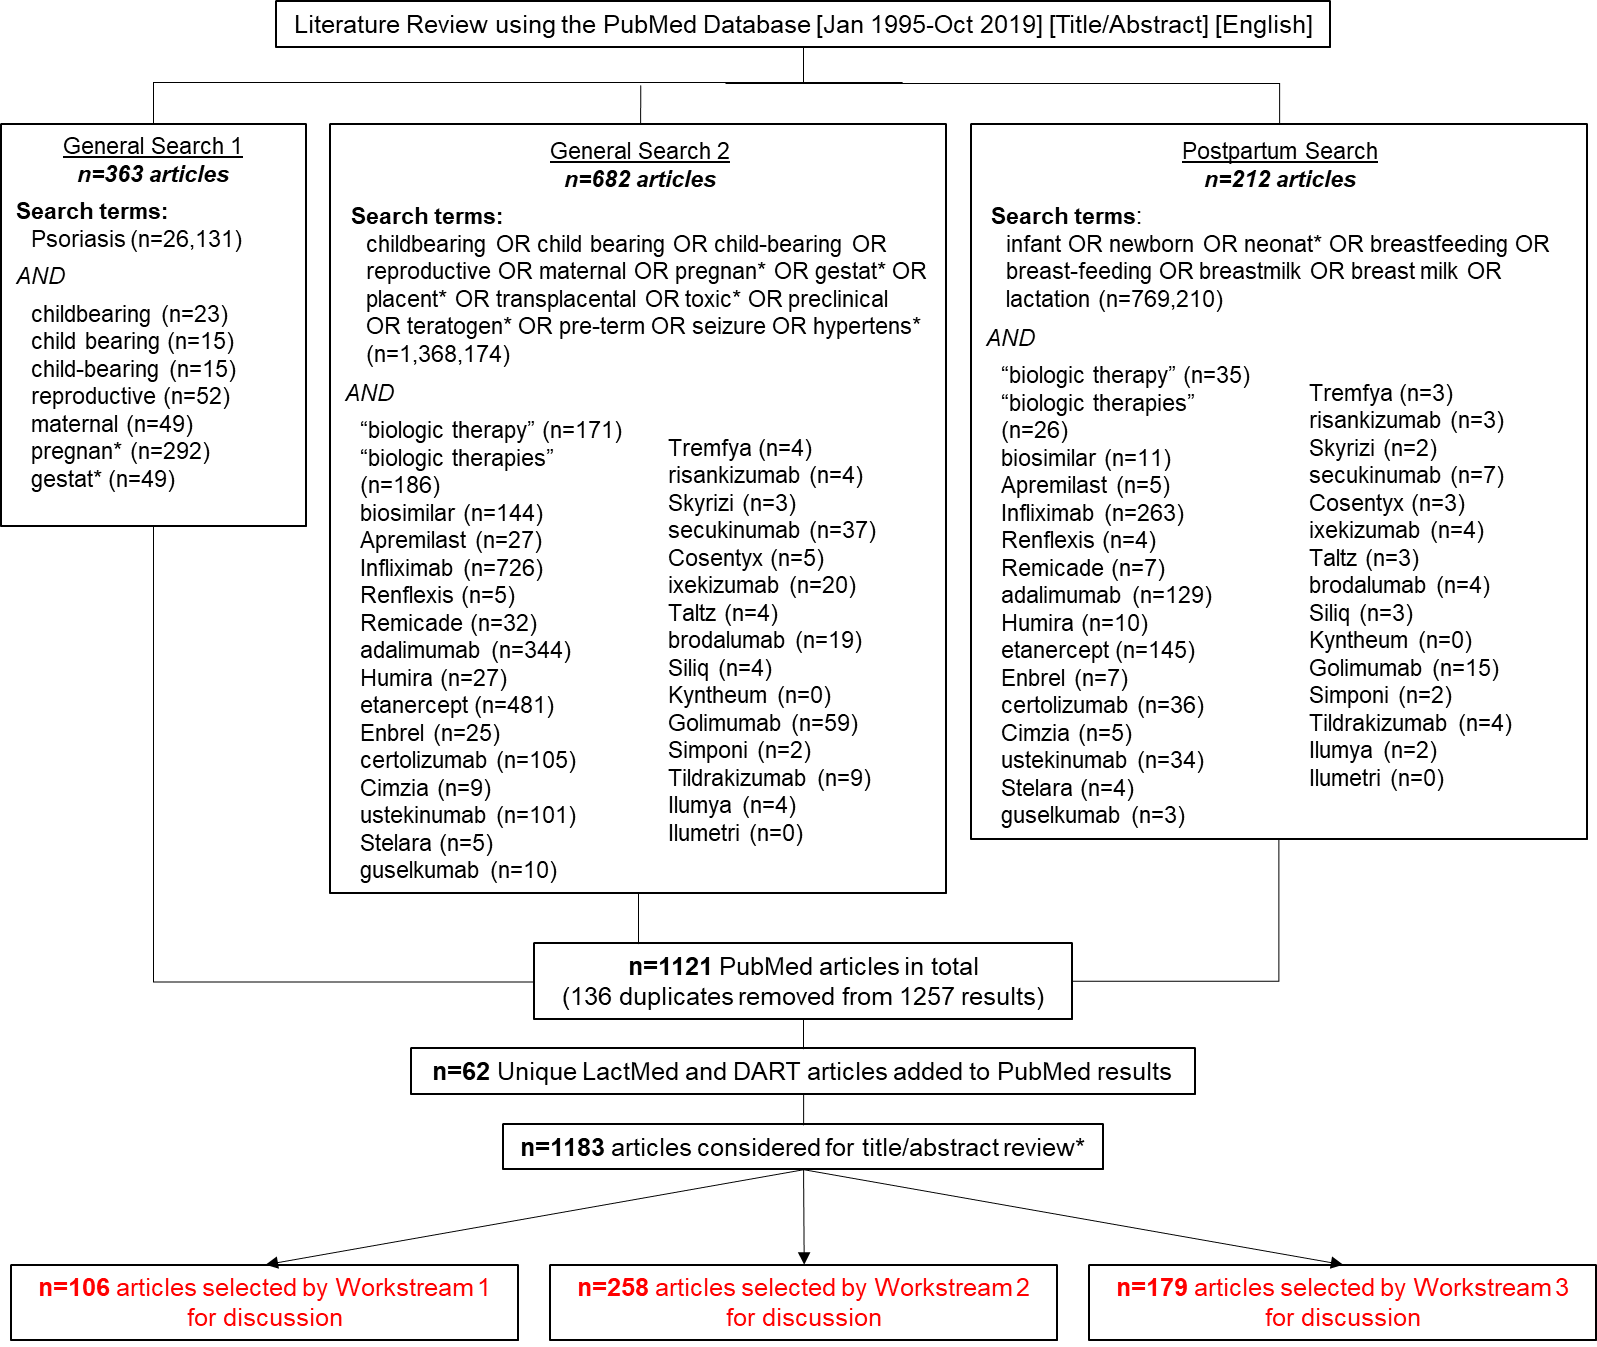 Literature Review using the PubMed Database [Jan 1995-Oct 2019] [Title/Abstract] [English]
General Search 1
n=363 articles
Search terms:
Psoriasis (n=26,131)
AND
childbearing (n=23)
child bearing (n=15)
child-bearing (n=15)
reproductive (n=52)
maternal (n=49)
pregnan* (n=292)
gestat* (n=49)
General Search 2
n=682 articles
Search terms:
childbearing OR child bearing OR child-bearing OR
reproductive OR maternal OR pregnan* OR gestat* OR
placent* OR transplacental OR toxic* OR preclinical
OR teratogen* OR pre-term OR seizure OR hypertens*
(n=1,368,174)
AND
“biologic therapy” (n=171)
“biologic therapies”
(n=186)
biosimilar (n=144)
Apremilast (n=27)
Infliximab (n=726)
Renflexis (n=5)
Remicade (n=32)
adalimumab (n=344)
Humira (n=27)
etanercept (n=481)
Enbrel (n=25)
certolizumab (n=105)
Cimzia (n=9)
ustekinumab (n=101)
Stelara (n=5)
guselkumab (n=10)
Tremfya (n=4)
risankizumab (n=4)
Skyrizi (n=3)
secukinumab (n=37)
Cosentyx (n=5)
ixekizumab (n=20)
Taltz (n=4)
brodalumab (n=19)
Siliq (n=4)
Kyntheum (n=0)
Golimumab (n=59)
Simponi (n=2)
Tildrakizumab (n=9)
Ilumya (n=4)
Ilumetri (n=0)
Postpartum Search
n=212 articles
Search terms:
infant OR newborn OR neonat* OR breastfeeding OR
breast-feeding OR breastmilk OR breast milk OR
lactation (n=769,210)
AND
“biologic therapy” (n=35)
“biologic therapies”
(n=26)
biosimilar (n=11)
Apremilast (n=5)
Infliximab (n=263)
Renflexis (n=4)
Remicade (n=7)
adalimumab (n=129)
Humira (n=10)
etanercept (n=145)
Enbrel (n=7)
certolizumab (n=36)
Cimzia (n=5)
ustekinumab (n=34)
Stelara (n=4)
guselkumab (n=3)
Tremfya (n=3)
risankizumab (n=3)
Skyrizi (n=2)
secukinumab (n=7)
Cosentyx (n=3)
ixekizumab (n=4)
Taltz (n=3)
brodalumab (n=4)
Siliq (n=3)
Kyntheum (n=0)
Golimumab (n=15)
Simponi (n=2)
Tildrakizumab (n=4)
Ilumya (n=2)
Ilumetri (n=0)
n=1121 PubMed articles in total
(136 duplicates removed from 1257 results)
n=62 Unique LactMed and DART articles added to PubMed results
n=1183 articles considered for title/abstract review*
n=106 articles selected by Workstream 1
for discussion
n=258 articles selected by Workstream 2
for discussion
n=179 articles selected by Workstream 3
for discussion